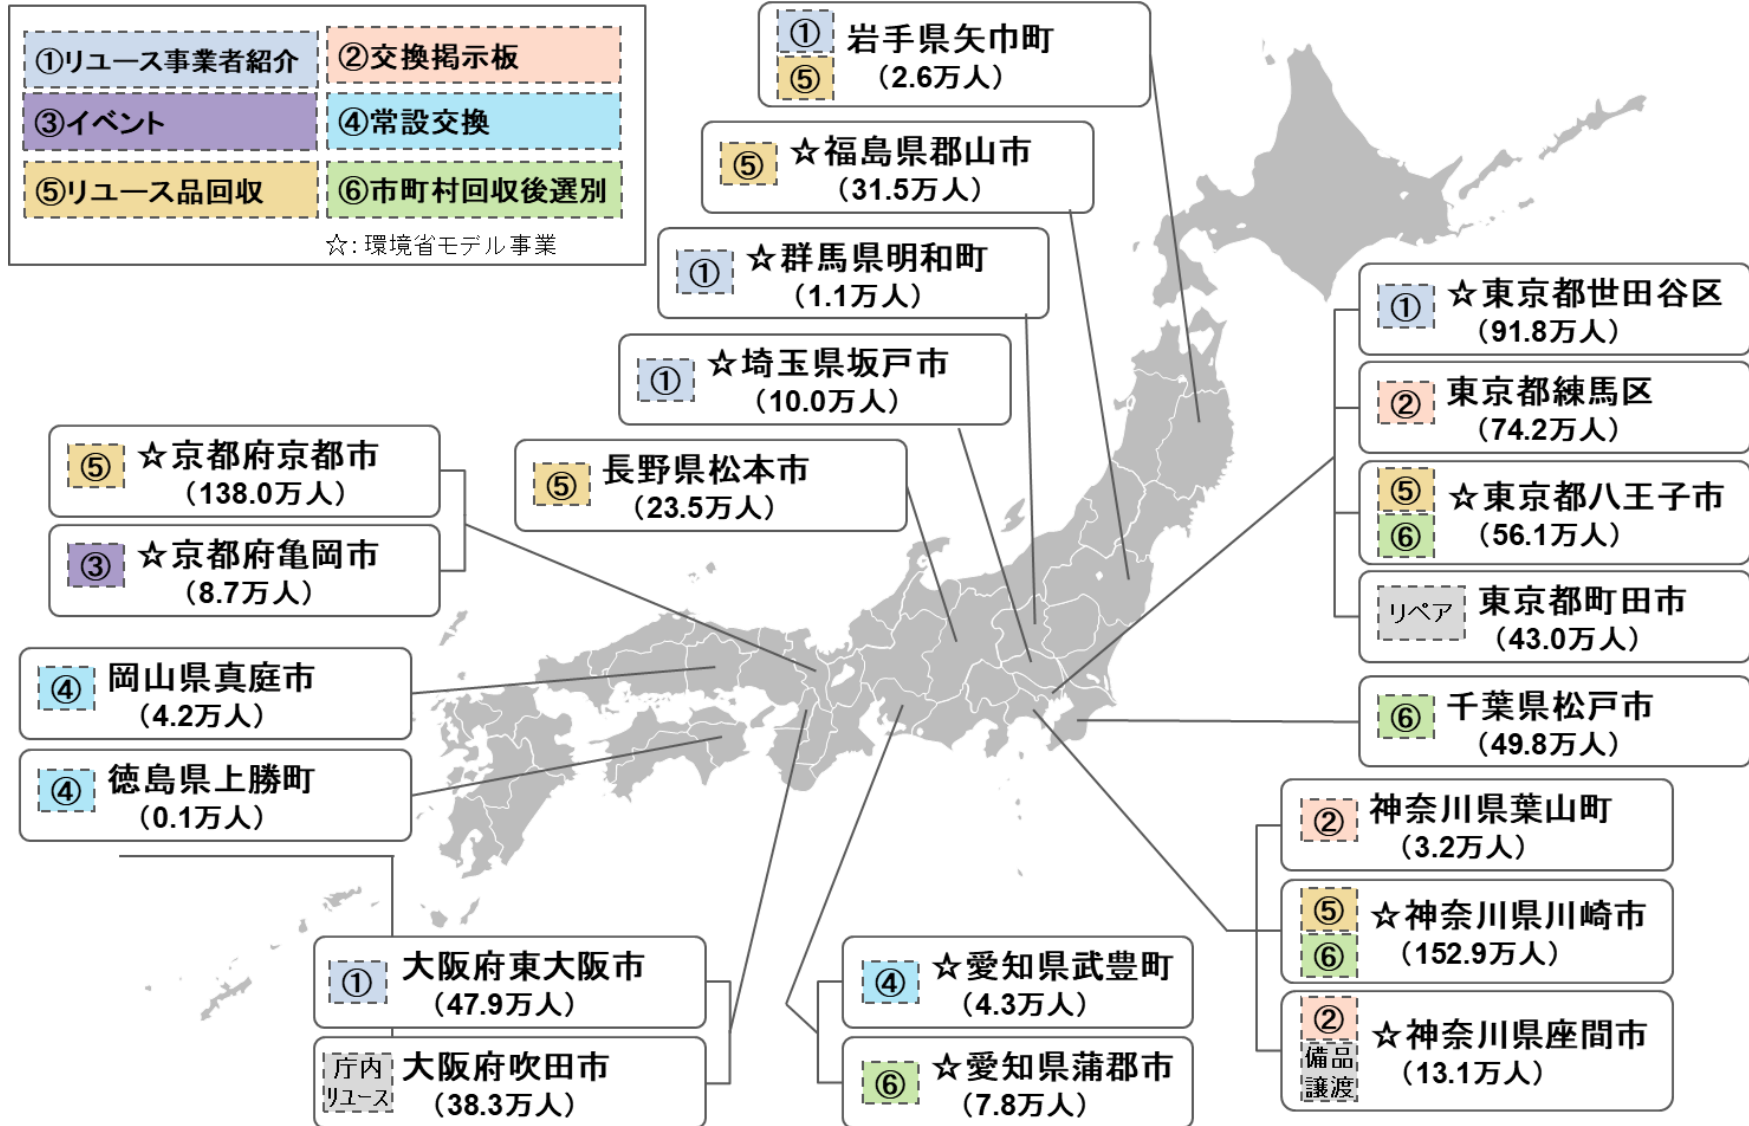 ①リユース事業者紹介
②交換掲示板
③イベント
④常設交換
⑤リユース品回収
⑥市町村回収後選別
☆：環境省モデル事業
①
⑤
岩手県矢巾町
（2.6万人）
⑤
☆福島県郡山市
（31.5万人）
①
☆群馬県明和町
（1.1万人）
①
☆埼玉県坂戸市
（10.0万人）
⑤
長野県松本市
（23.5万人）
⑤
☆京都府京都市
（138.0万人）
③
☆京都府亀岡市
（8.7万人）
④
岡山県真庭市
（4.2万人）
④
徳島県上勝町
（0.1万人）
①
大阪府東大阪市
（47.9万人）
庁内
リユース
大阪府吹田市
（38.3万人）
④
☆愛知県武豊町
（4.3万人）
⑥
☆愛知県蒲郡市
（7.8万人）
①
☆東京都世田谷区
（91.8万人）
②
東京都練馬区
（74.2万人）
⑤
⑥
☆東京都八王子市
（56.1万人）
リペア
東京都町田市
（43.0万人）
⑥
千葉県松戸市
（49.8万人）
②
神奈川県葉山町
（3.2万人）
⑤
⑥
☆神奈川県川崎市
（152.9万人）
②
備品
譲渡
☆神奈川県座間市
（13.1万人）